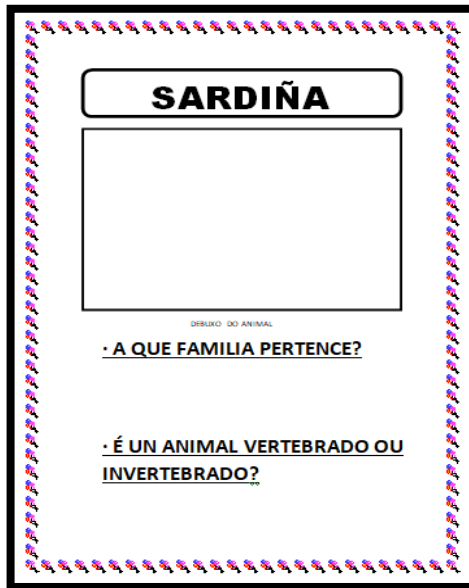 SARDIÑA
DEBUXO DO ANIMAL
· A QUE FAMILIA PERTENCE?
· É UN ANIMAL VERTEBRADO OU
INVERTEBRADO?